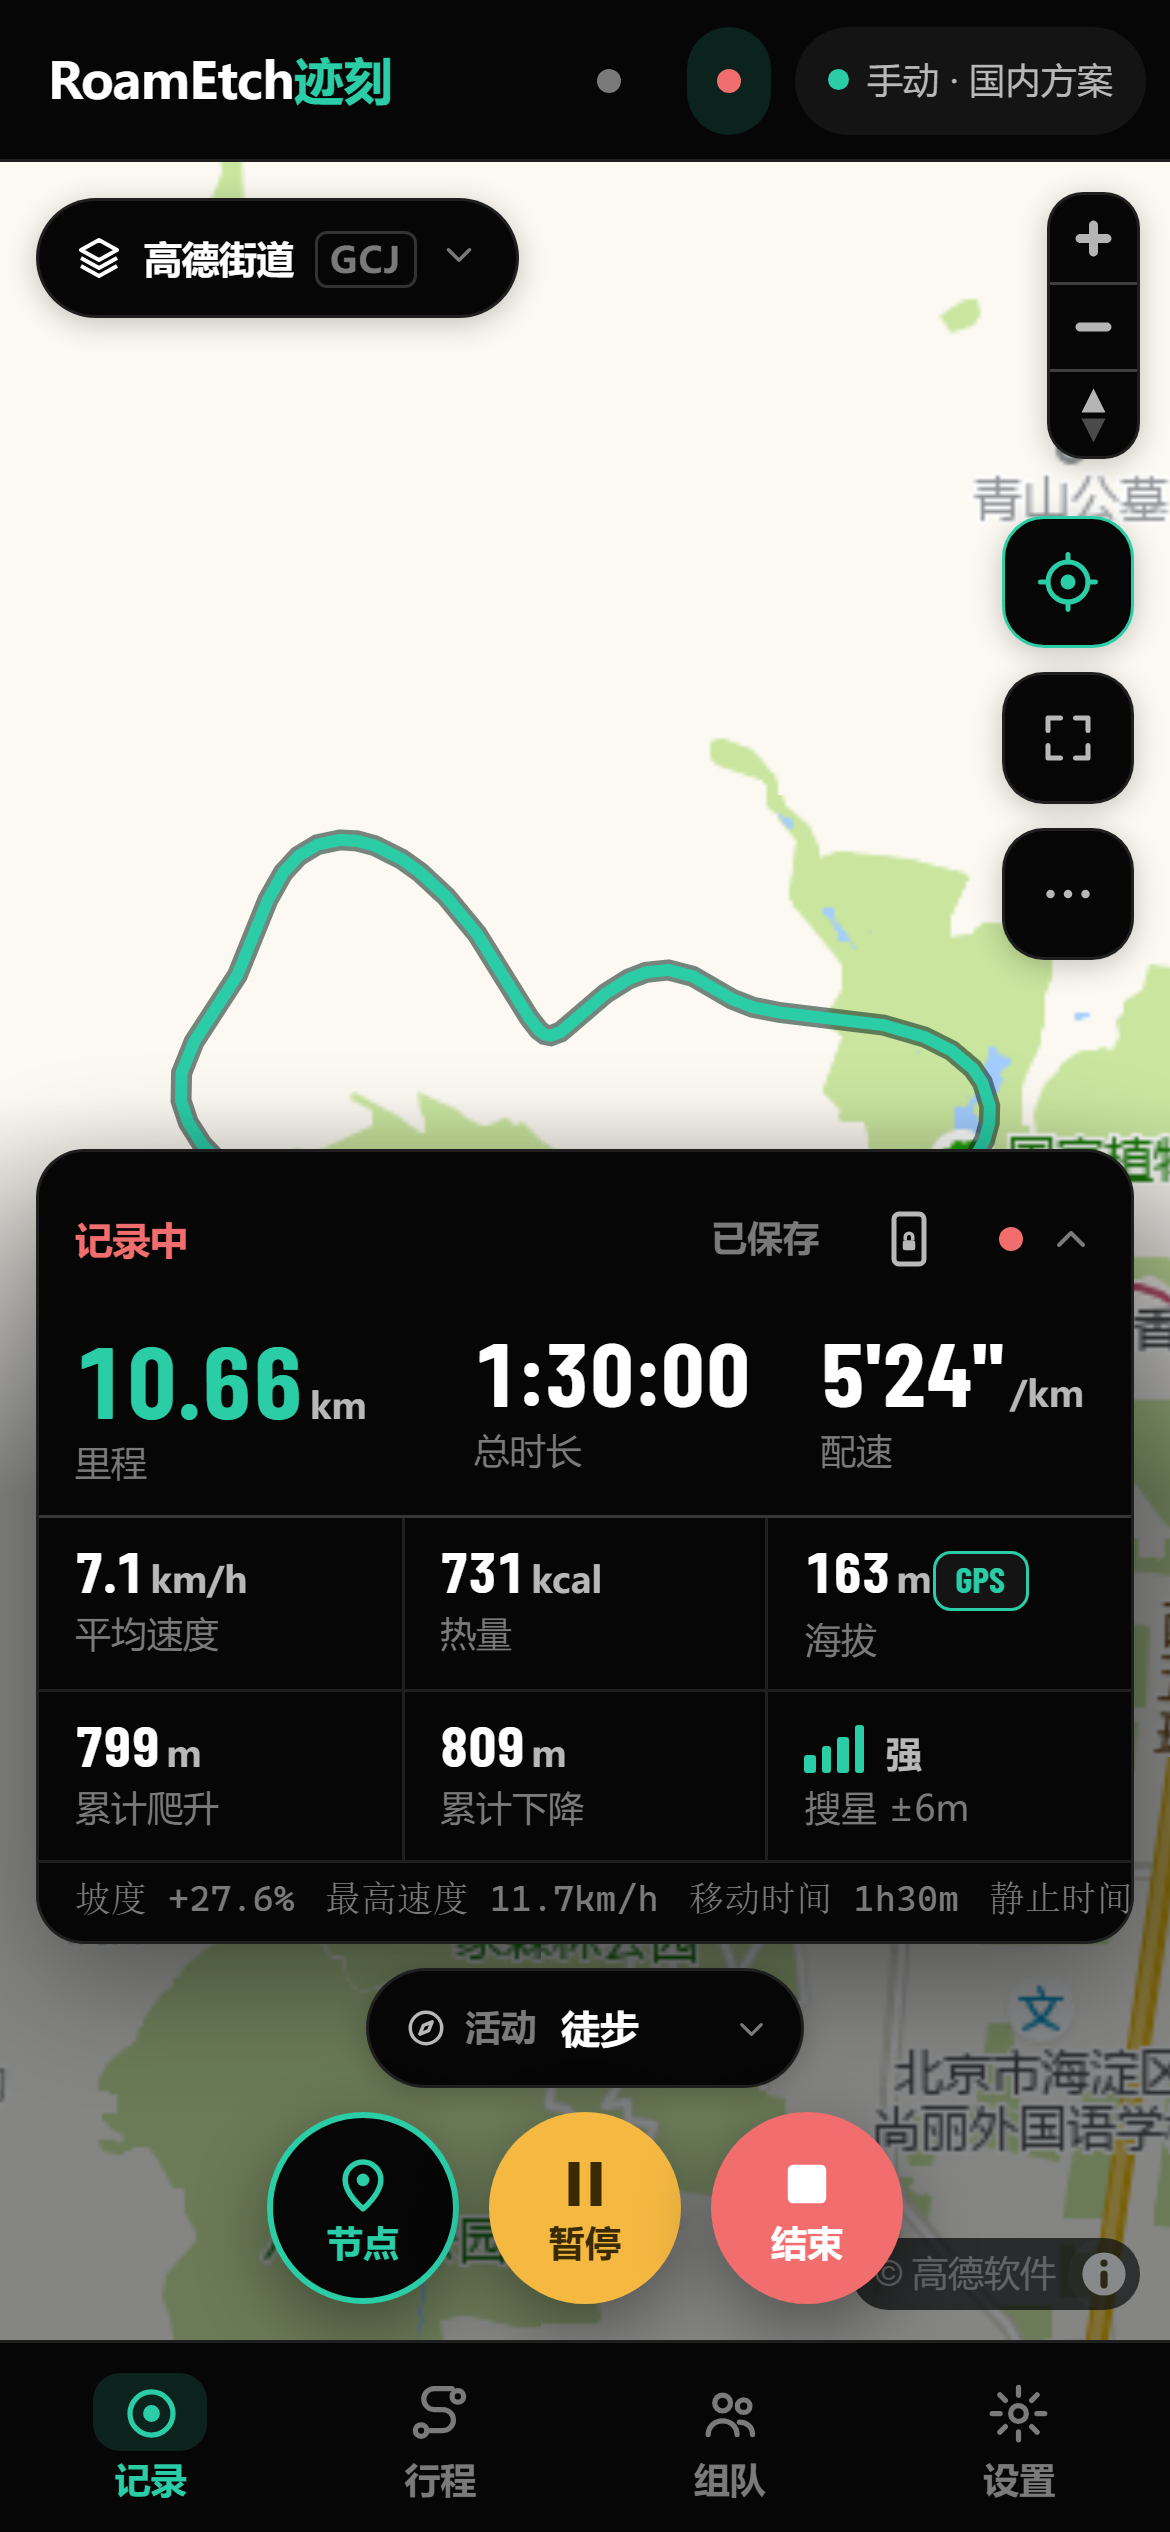 RoamEtch迹刻
手动 · 国内方案
高德街道 GCJ
青山公墓
记录中 已保存
10.66 km 1:30:00 5'24" /km
里程 总时长 配速
7.1 km/h 731 kcal 163 m GPS
平均速度 热量 海拔
799 m 809 m 强
累计爬升 累计下降 搜星 ±6m
坡度 +27.6% 最高速度 11.7km/h 移动时间 1h30m 静止时间
活动 徒步
文
北京市海淀区
尚丽外国语学
节点 暂停 结束
© 高德软件
记录 行程 组队 设置